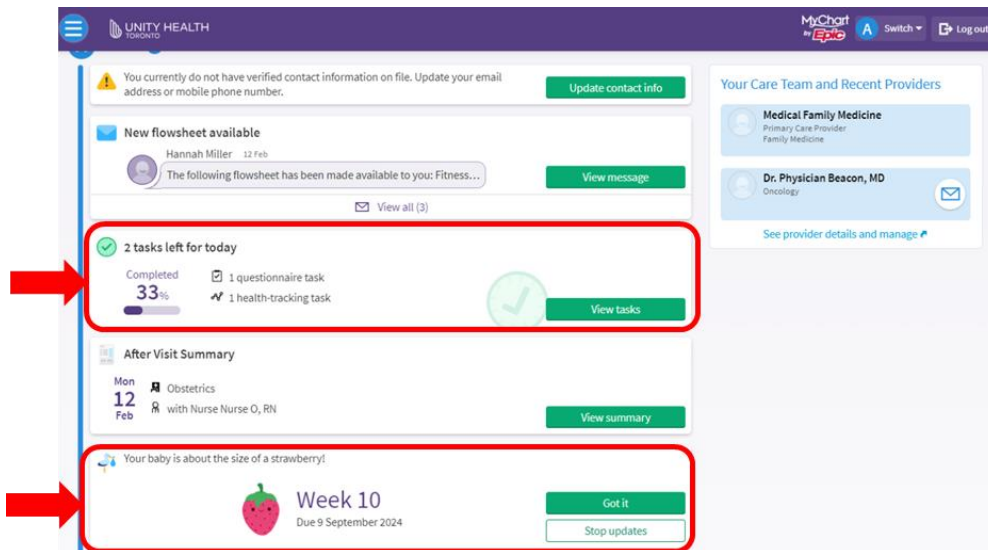 UNITY HEALTH
TORONTO
MyChart
by Epic
A
Switch
Log out
You currently do not have verified contact information on file. Update your email
address or mobile phone number.
Update contact info
New flowsheet available
Hannah Miller 12 Feb
The following flowsheet has been made available to you: Fitness...
View message
View all (3)
2 tasks left for today
Completed
33%
1 questionnaire task
1 health-tracking task
View tasks
After Visit Summary
Mon
12
Feb
Obstetrics
with Nurse Nurse O, RN
View summary
Your baby is about the size of a strawberry!
Week 10
Due 9 September 2024
Got it
Stop updates
Your Care Team and Recent Providers
Medical Family Medicine
Primary Care Provider
Family Medicine
Dr. Physician Beacon, MD
Oncology
See provider details and manage